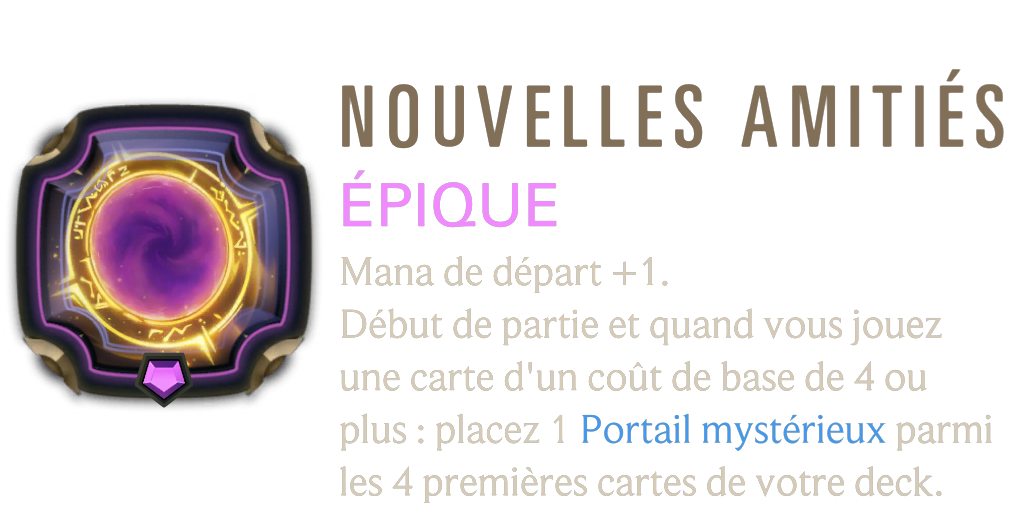 NOUVELLES AMITIÉS
ÉPIQUE
Mana de départ +1.
Début de partie et quand vous jouez
une carte d'un coût de base de 4 ou
plus : placez 1 Portail mystérieux parmi
les 4 premières cartes de votre deck.